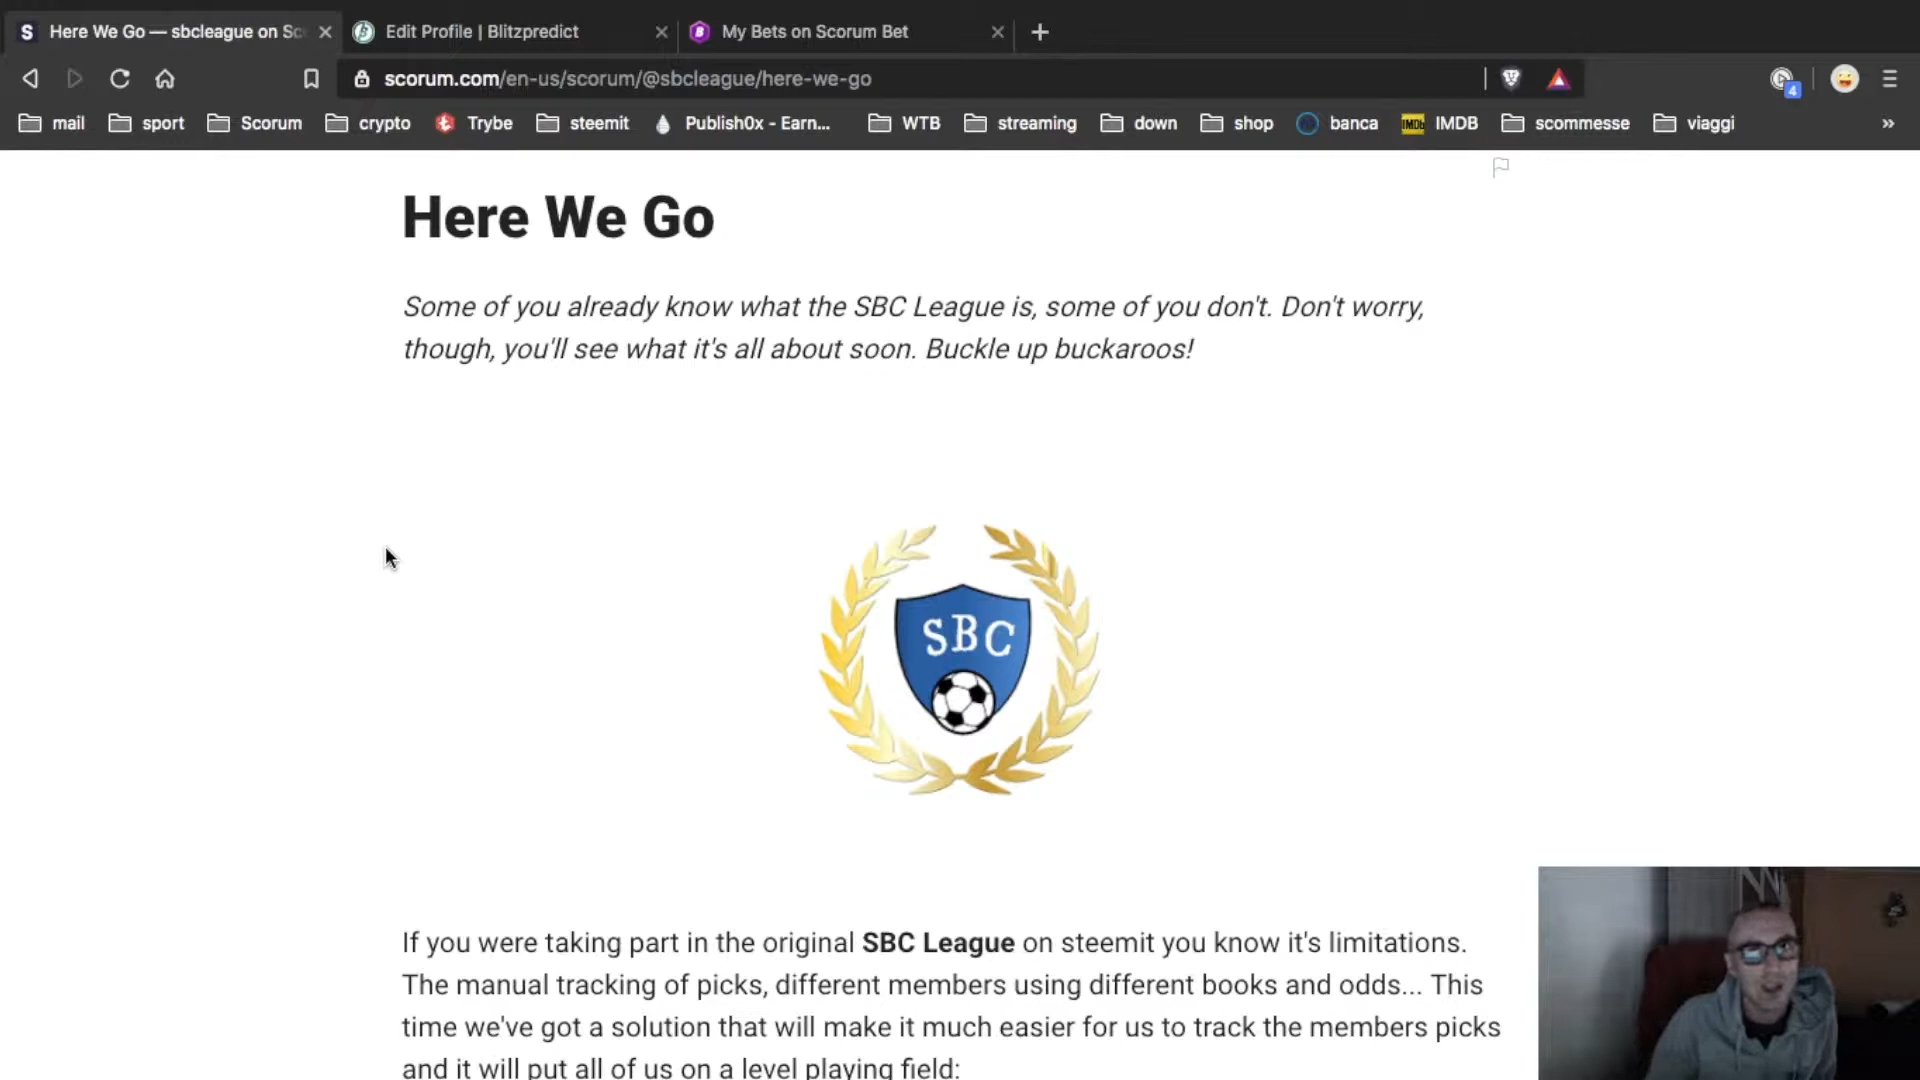 Here We Go — sbcleague on Sc
Edit Profile | Blitzpredict
My Bets on Scorum Bet
scorum.com/en-us/scorum/@sbcleague/here-we-go
4
mail
sport
Scorum
crypto
Trybe
steemit
Publish0x - Earn...
WTB
streaming
down
shop
banca
IMDb
IMDB
scommesse
viaggi
»
Here We Go
Some of you already know what the SBC League is, some of you don't. Don't worry,
though, you'll see what it's all about soon. Buckle up buckaroos!
SBC
If you were taking part in the original SBC League on steemit you know it's limitations.
The manual tracking of picks, different members using different books and odds... This
time we've got a solution that will make it much easier for us to track the members picks
and it will put all of us on a level playing field: